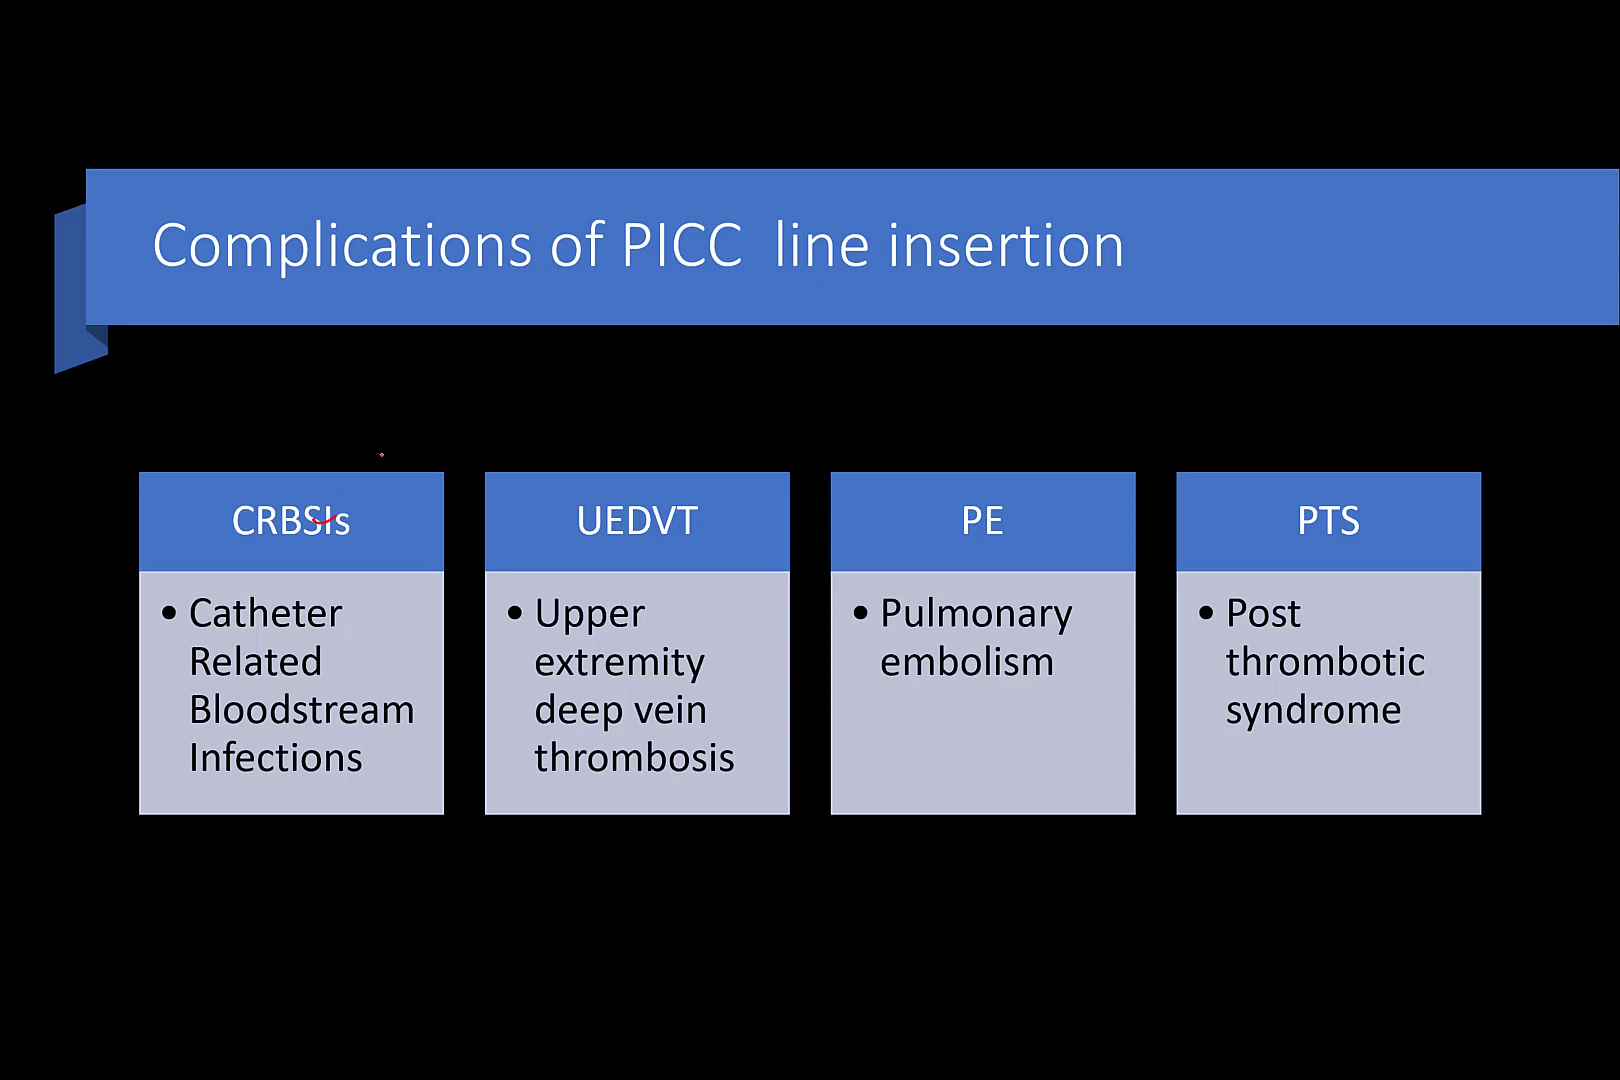 Complications of PICC  line insertion
CRBSIs
• Catheter
Related
Bloodstream
Infections
UEDVT
• Upper
extremity
deep vein
thrombosis
PE
• Pulmonary
embolism
PTS
• Post
thrombotic
syndrome